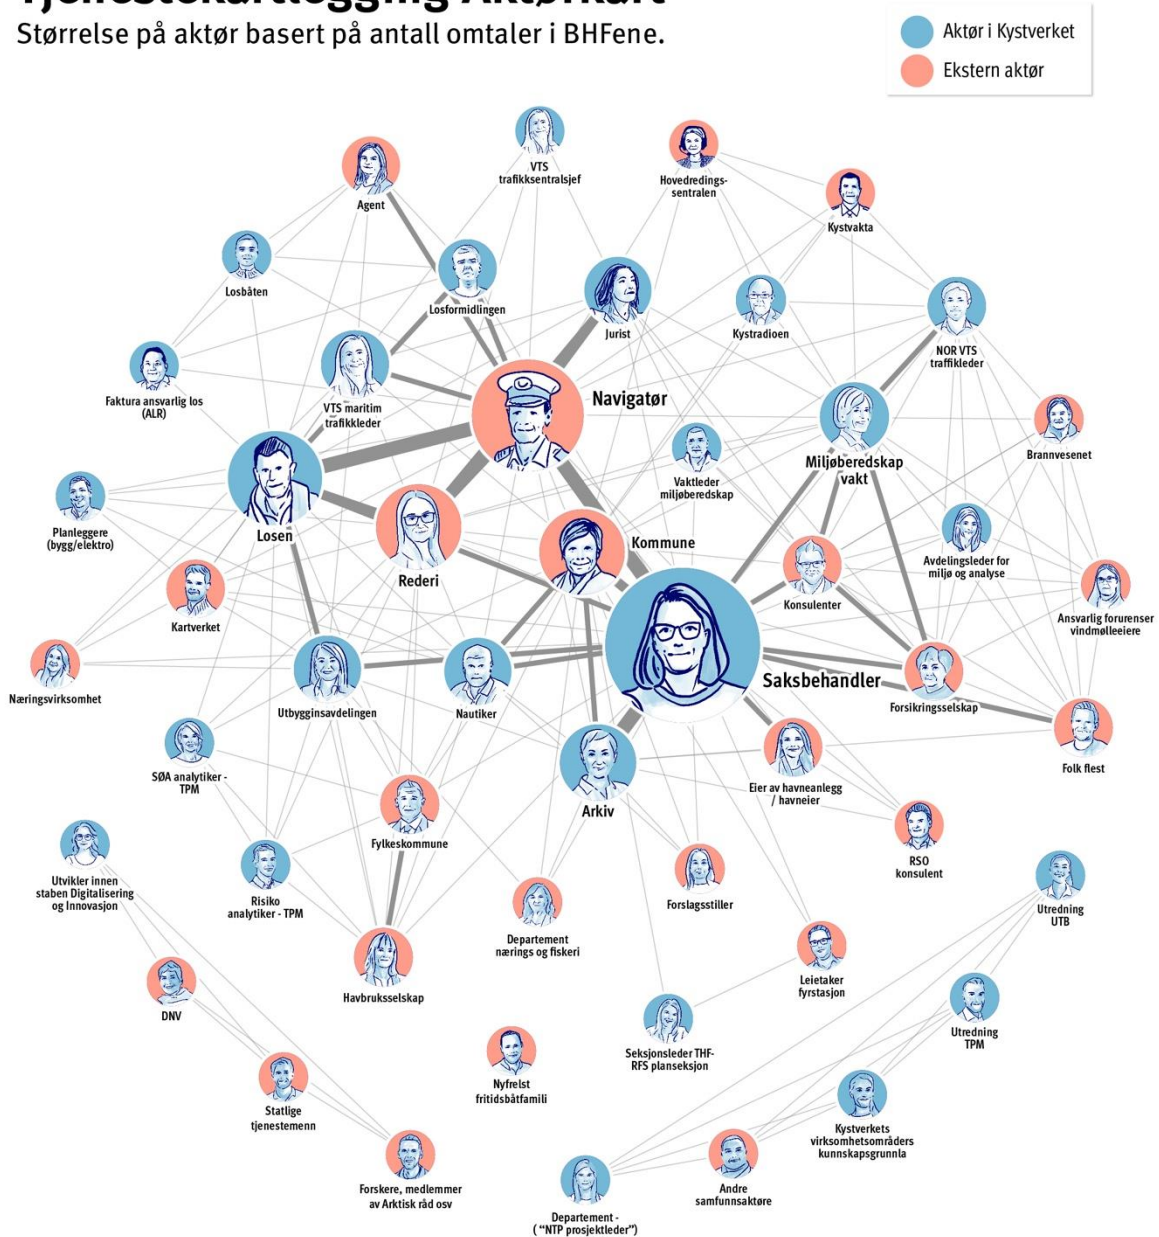 Tjenestekartlegging Aktørkart
Størrelse på aktør basert på antall omtaler i BHFene.
Aktør i Kystverket
Ekstern aktør
VTS
trafikksentralsjef
Hovedrednings-
sentralen
Agent
Kystvakta
Losbåten
Losformidlingen
Jurist
Kystradioen
NOR VTS
traffikleder
Faktura ansvarlig los
(ALR)
VTS maritim
trafikkleder
Navigatør
Brannvesenet
Miljøberedskap
vakt
Vaktleder
miljøberedskap
Planleggere
(bygg/elektro)
Losen
Rederi
Kommune
Avdelingsleder for
miljø og analyse
Konsulenter
Kartverket
Ansvarlig forurenser
vindmølleeiere
Næringsvirksomhet
Utbygginsavdelingen
Nautiker
Saksbehandler
Forsikringsselskap
Folk flest
SØA analytiker -
TPM
Eier av havneanlegg
/ havneier
Arkiv
Fylkeskommune
RSO
konsulent
Utvikler innen
staben Digitalisering
og Innovasjon
Risiko
analytiker - TPM
Forslagsstiller
Utredning
UTB
Departement
nærings og fiskeri
Havbruksselskap
Leietaker
fyrstasjon
DNV
Utredning
TPM
Seksjonsleder THF-
RFS planseksjon
Nyfrelst
fritidsbåtfamili
Statlige
tjenestemenn
Kystverkets
virksomhetsområders
kunnskapsgrunnla
Forskere, medlemmer
av Arktisk råd osv
Andre
samfunnsaktøre
Departement -
( “NTP prosjektleder”)